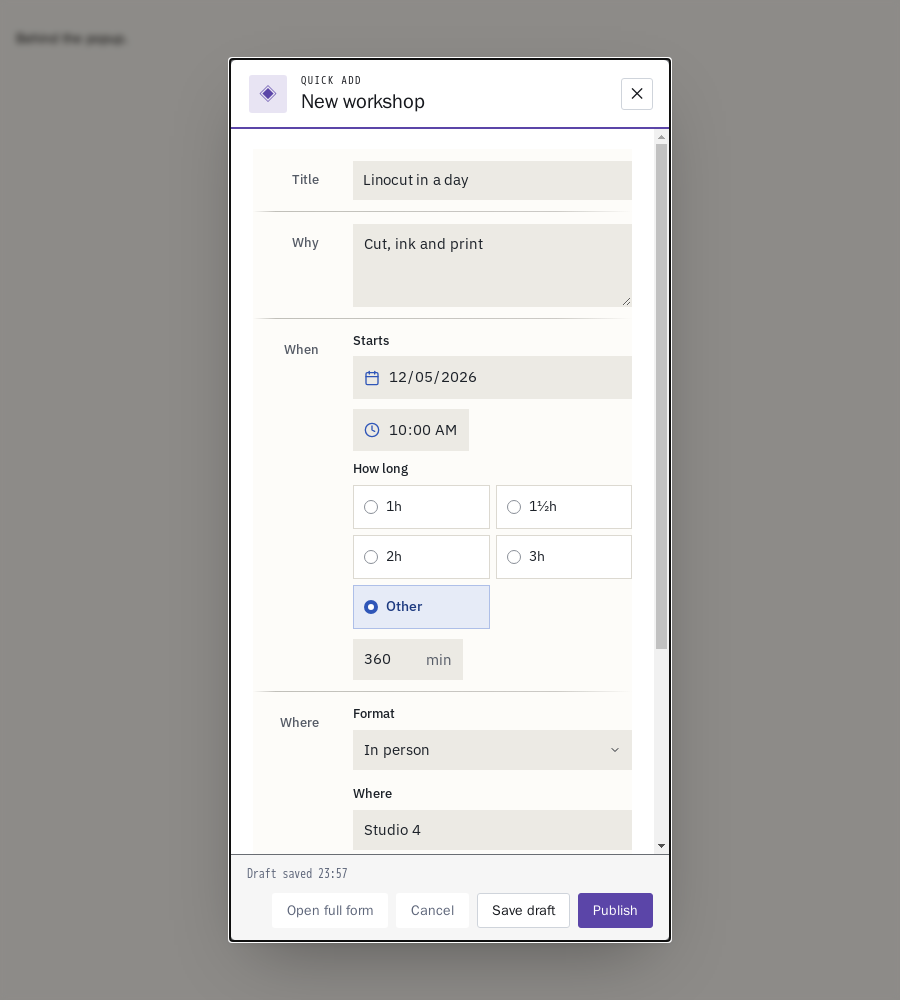 Behind the popup.
QUICK ADD
New workshop
Title
Linocut in a day
Why
Cut, ink and print
When
Starts
12/05/2026
10:00 AM
How long
1h
1½h
2h
3h
Other
360 min
Where
Format
In person
Where
Studio 4
Draft saved 23:57
Open full form
Cancel
Save draft
Publish